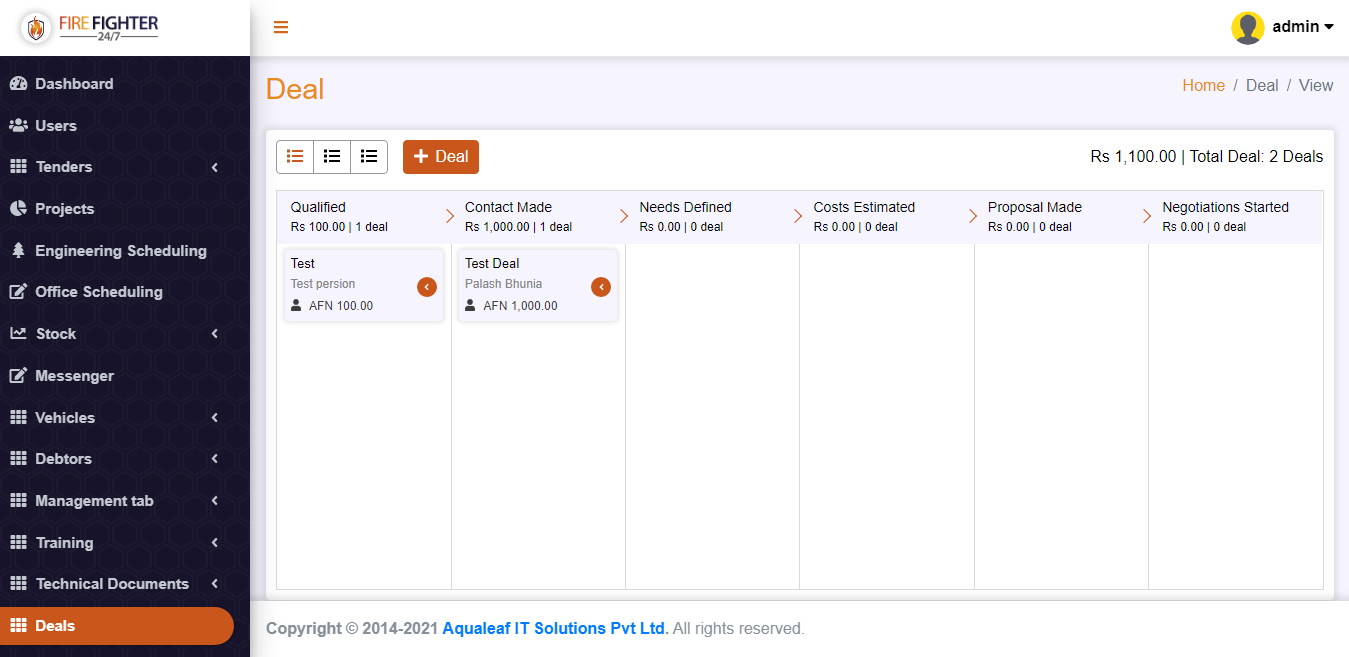 FIREFIGHTER
24/7
admin
Dashboard
Users
Tenders
Projects
Engineering Scheduling
Office Scheduling
Stock
Messenger
Vehicles
Debtors
Management tab
Training
Technical Documents
Deals
Deal
Home / Deal / View
Deal
Rs 1,100.00 | Total Deal: 2 Deals
Qualified
Rs 100.00 | 1 deal
Contact Made
Rs 1,000.00 | 1 deal
Needs Defined
Rs 0.00 | 0 deal
Costs Estimated
Rs 0.00 | 0 deal
Proposal Made
Rs 0.00 | 0 deal
Negotiations Started
Rs 0.00 | 0 deal
Test
Test persion
AFN 100.00
Test Deal
Palash Bhunia
AFN 1,000.00
Copyright © 2014-2021 Aqualeaf IT Solutions Pvt Ltd. All rights reserved.